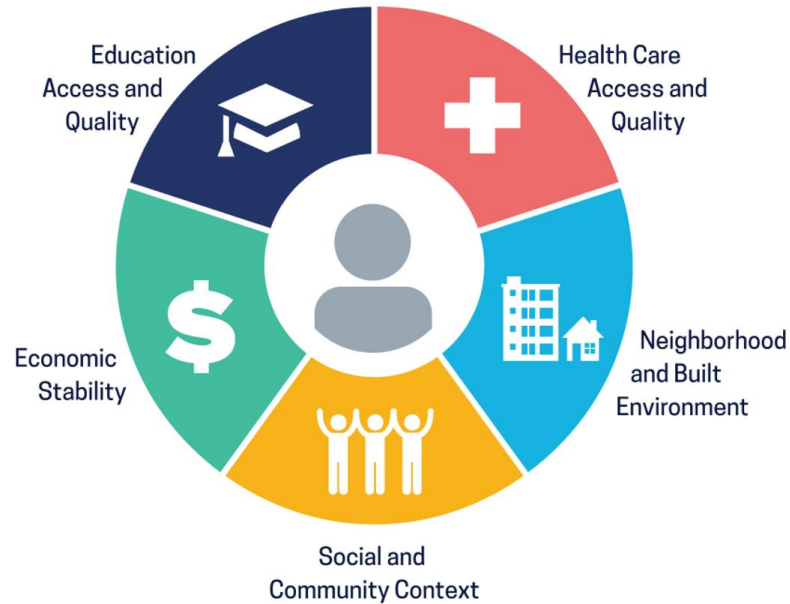 Education
Access and
Quality
Health Care
Access and
Quality
Economic
Stability
Neighborhood
and Built
Environment
Social and
Community Context